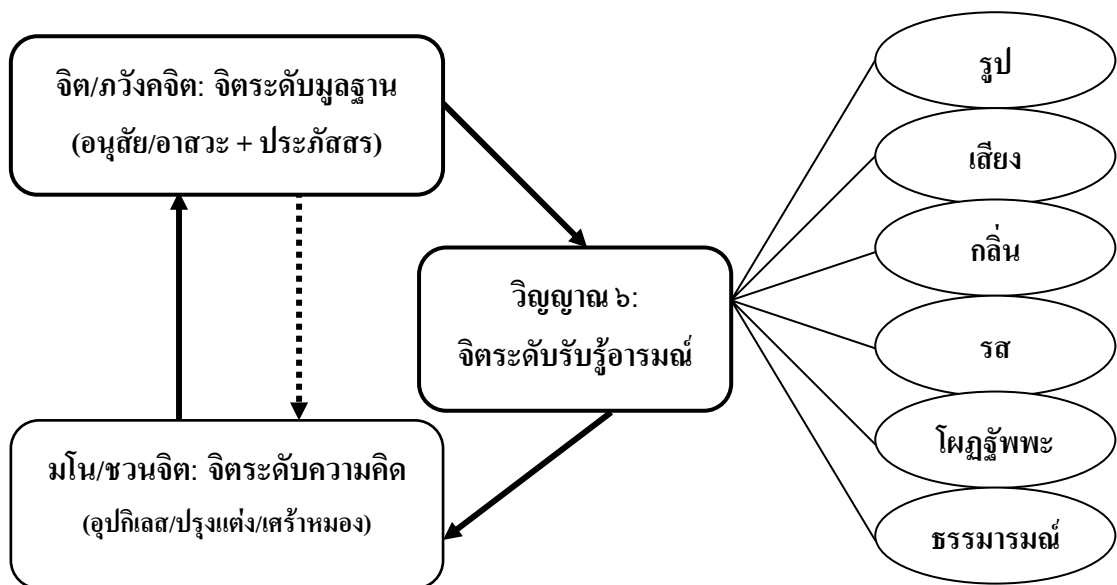 จิต/ภวังคจิต: จิตระดับมูลฐาน
(อนุสัย/อาสวะ + ประภัสสร)
วิญญาณ ๖:
จิตระดับรับรู้อารมณ์
มโน/ชวนจิต: จิตระดับความคิด
(อุปกิเลส/ปรุงแต่ง/เศร้าหมอง)
รูป
เสียง
กลิ่น
รส
โผฏฐัพพะ
ธรรมารมณ์